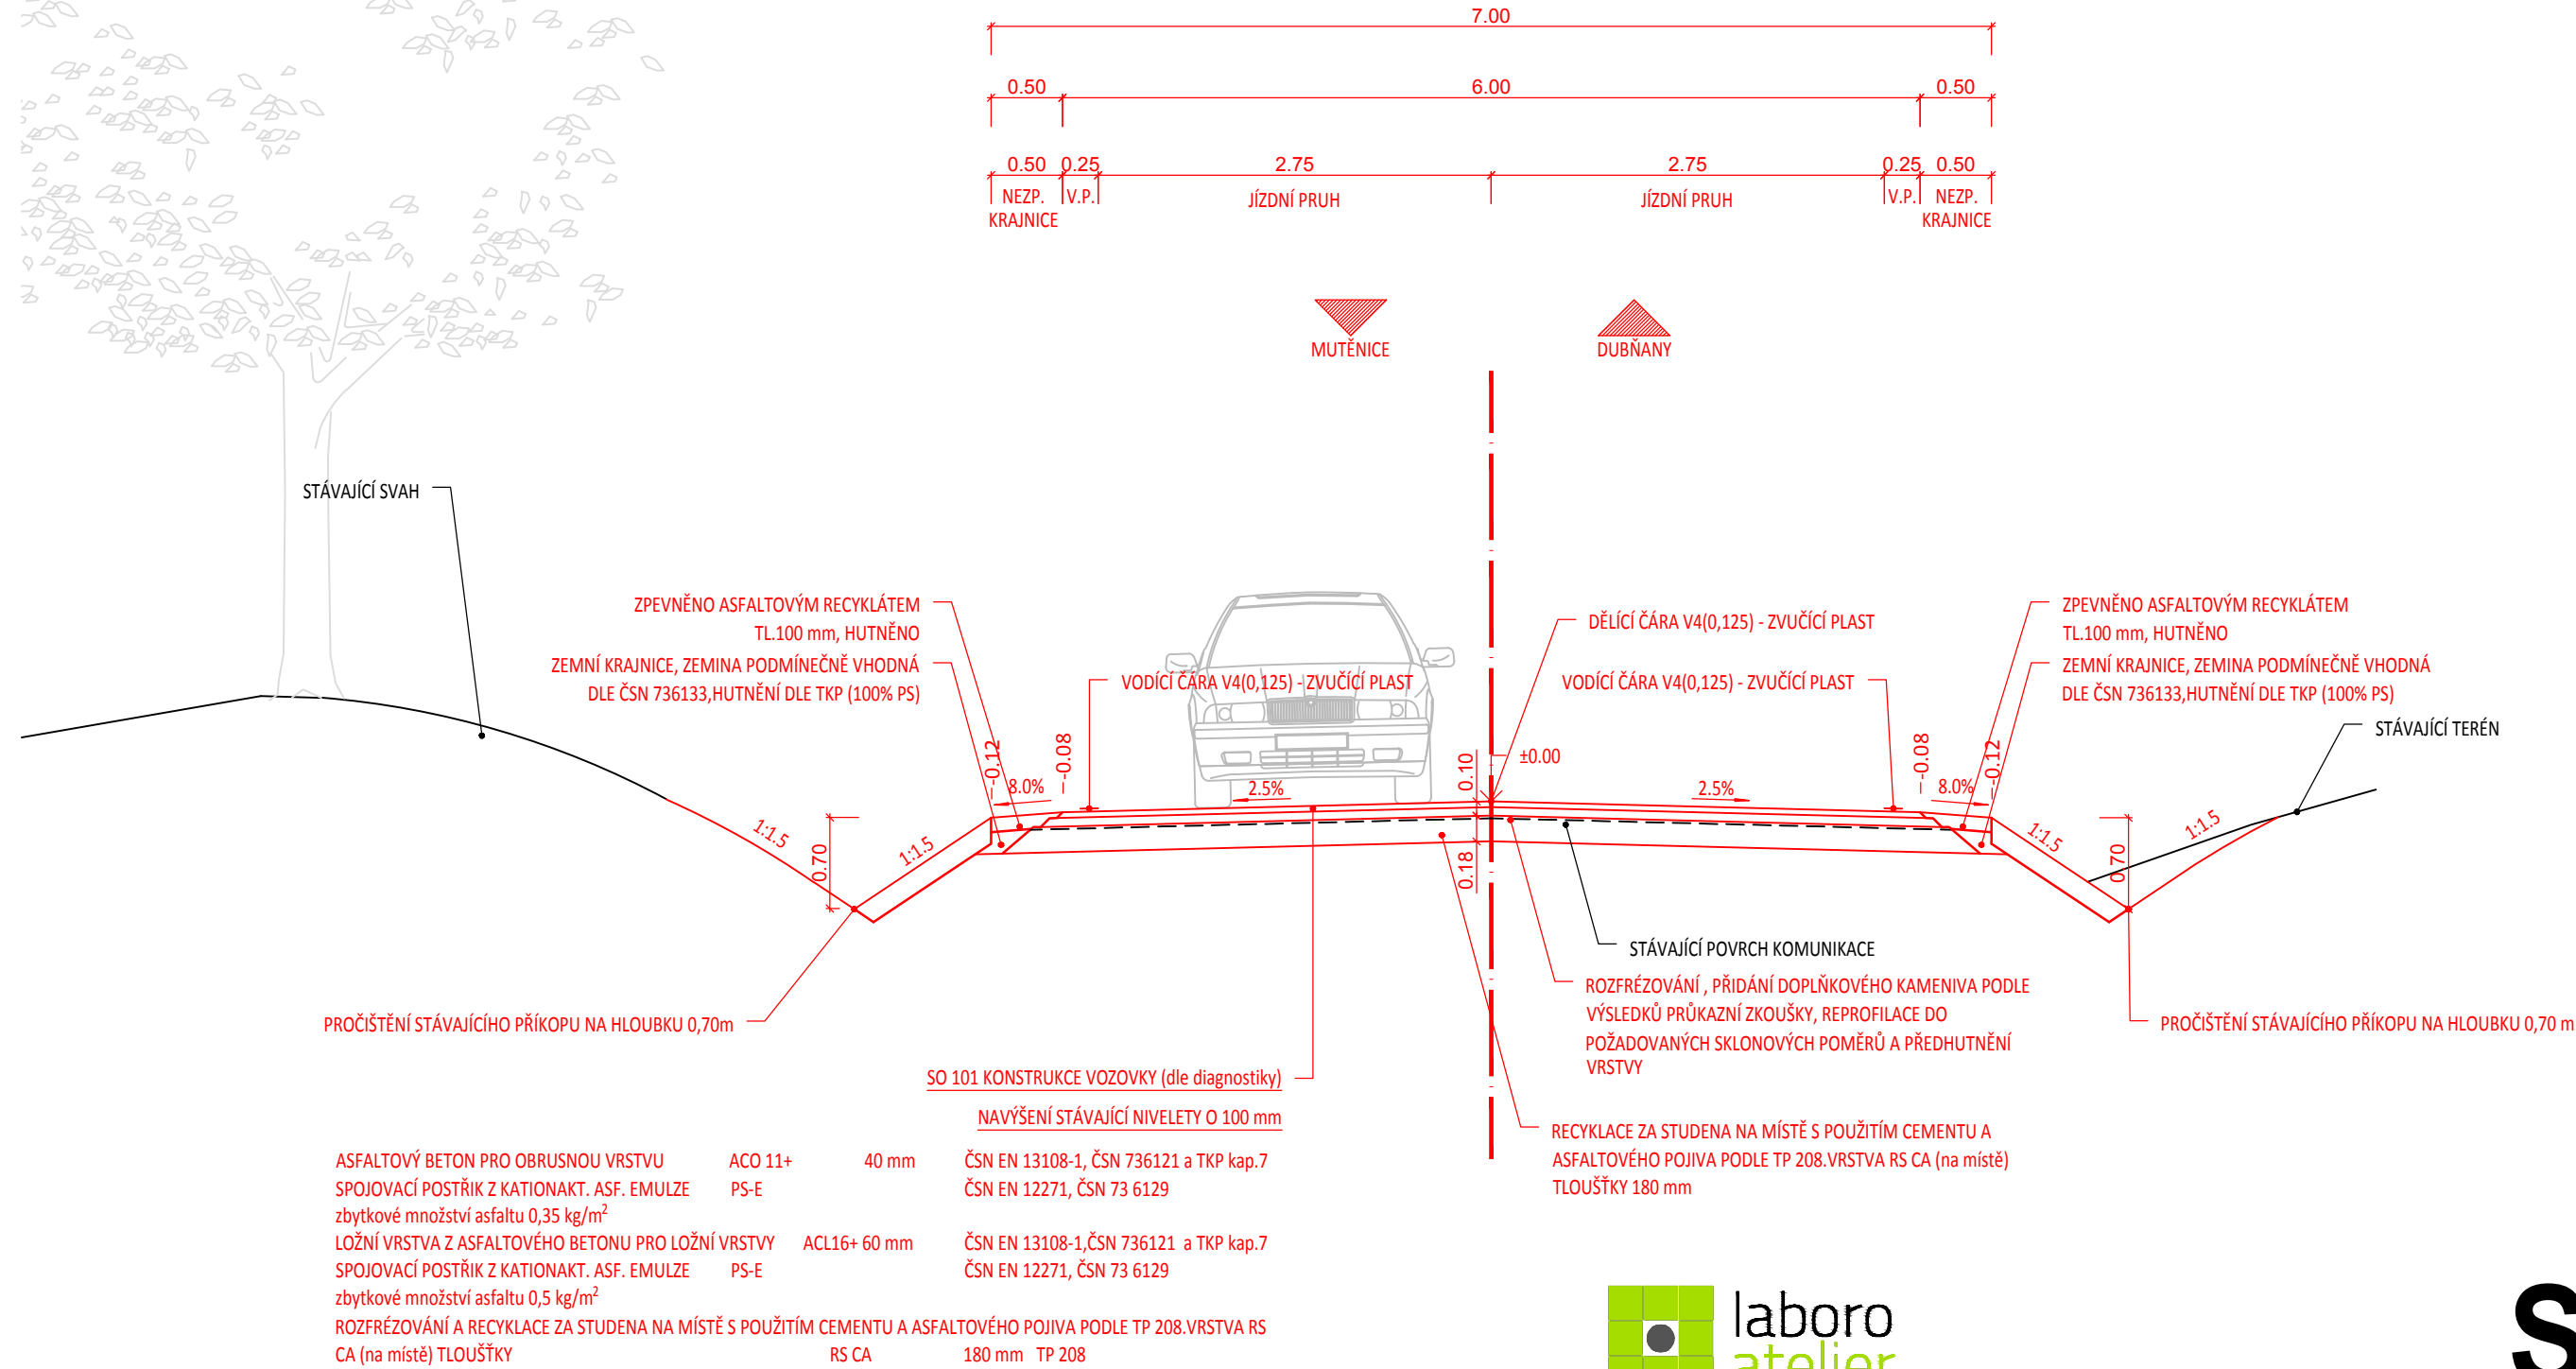 7.00
0.50 6.00 0.50
0.50 0.25 2.75 2.75 0.25 0.50
NEZP. V.P. JÍZDNÍ PRUH JÍZDNÍ PRUH V.P. NEZP.
KRAJNICE KRAJNICE
MUTĚNICE DUBŇANY
STÁVAJÍCÍ SVAH
ZPEVNĚNO ASFALTOVÝM RECYKLÁTEM
TL.100 mm, HUTNĚNO
ZEMNÍ KRAJNICE, ZEMINA PODMÍNEČNĚ VHODNÁ
DLE ČSN 736133,HUTNĚNÍ DLE TKP (100% PS)
VODÍCÍ ČÁRA V4(0,125) - ZVUČÍCÍ PLAST
DĚLÍCÍ ČÁRA V4(0,125) - ZVUČÍCÍ PLAST
VODÍCÍ ČÁRA V4(0,125) - ZVUČÍCÍ PLAST
ZPEVNĚNO ASFALTOVÝM RECYKLÁTEM
TL.100 mm, HUTNĚNO
ZEMNÍ KRAJNICE, ZEMINA PODMÍNEČNĚ VHODNÁ
DLE ČSN 736133,HUTNĚNÍ DLE TKP (100% PS)
STÁVAJÍCÍ TERÉN
-0.12 -0.08 0.10 ±0.00 -0.08 -0.12
8.0% 2.5% 2.5% 8.0%
1:1.5 0.70 1:1.5 0.18 1:1.5 0.70 1:1.5
STÁVAJÍCÍ POVRCH KOMUNIKACE
ROZFRÉZOVÁNÍ , PŘIDÁNÍ DOPLŇKOVÉHO KAMENIVA PODLE
VÝSLEDKŮ PRŮKAZNÍ ZKOUŠKY, REPROFILACE DO
POŽADOVANÝCH SKLONOVÝCH POMĚRŮ A PŘEDHUTNĚNÍ
VRSTVY
PROČIŠTĚNÍ STÁVAJÍCÍHO PŘÍKOPU NA HLOUBKU 0,70m
PROČIŠTĚNÍ STÁVAJÍCÍHO PŘÍKOPU NA HLOUBKU 0,70 m
SO 101 KONSTRUKCE VOZOVKY (dle diagnostiky)
NAVÝŠENÍ STÁVAJÍCÍ NIVELETY O 100 mm
RECYKLACE ZA STUDENA NA MÍSTĚ S POUŽITÍM CEMENTU A
ASFALTOVÉHO POJIVA PODLE TP 208.VRSTVA RS CA (na místě)
TLOUŠŤKY 180 mm
ASFALTOVÝ BETON PRO OBRUSNOU VRSTVU ACO 11+ 40 mm ČSN EN 13108-1, ČSN 736121 a TKP kap.7
SPOJOVACÍ POSTŘIK Z KATIONAKT. ASF. EMULZE PS-E ČSN EN 12271, ČSN 73 6129
zbytkové množství asfaltu 0,35 kg/m²
LOŽNÍ VRSTVA Z ASFALTOVÉHO BETONU PRO LOŽNÍ VRSTVY ACL16+ 60 mm ČSN EN 13108-1,ČSN 736121 a TKP kap.7
SPOJOVACÍ POSTŘIK Z KATIONAKT. ASF. EMULZE PS-E ČSN EN 12271, ČSN 73 6129
zbytkové množství asfaltu 0,5 kg/m²
ROZFRÉZOVÁNÍ A RECYKLACE ZA STUDENA NA MÍSTĚ S POUŽITÍM CEMENTU A ASFALTOVÉHO POJIVA PODLE TP 208.VRSTVA RS
CA (na místě) TLOUŠŤKY RS CA 180 mm TP 208
laboro
atelier
S